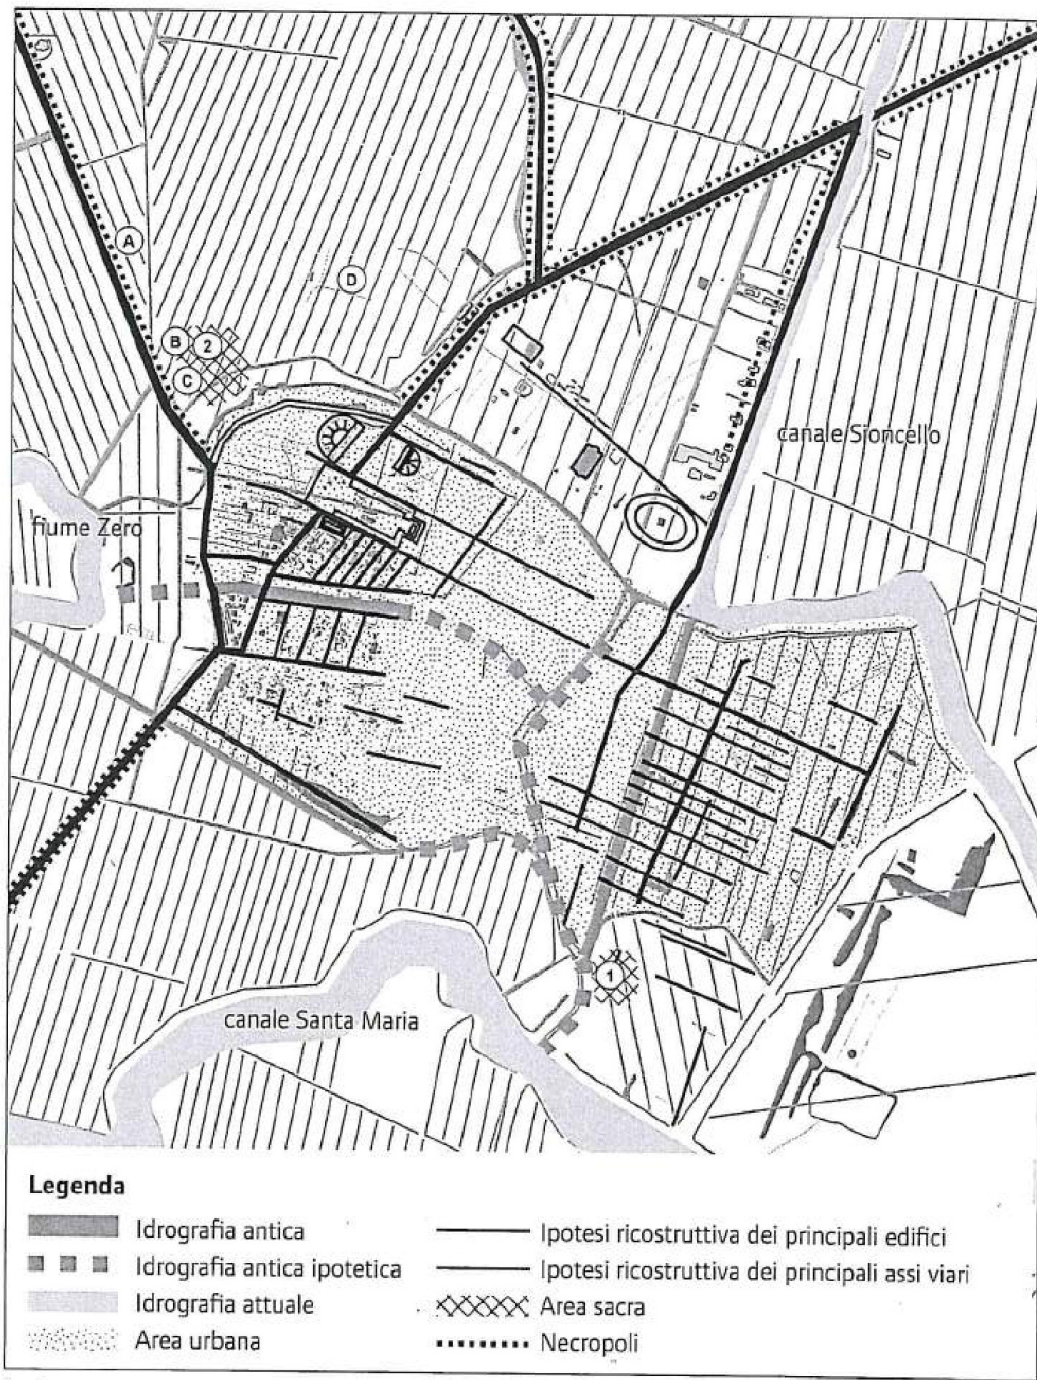 A
D
B
2
C
canale Sioncello
fiume Zero
1
canale Santa Maria
Legenda
Idrografia antica
Idrografia antica ipotetica
Idrografia attuale
Area urbana
Ipotesi ricostruttiva dei principali edifici
Ipotesi ricostruttiva dei principali assi viari
Area sacra
Necropoli